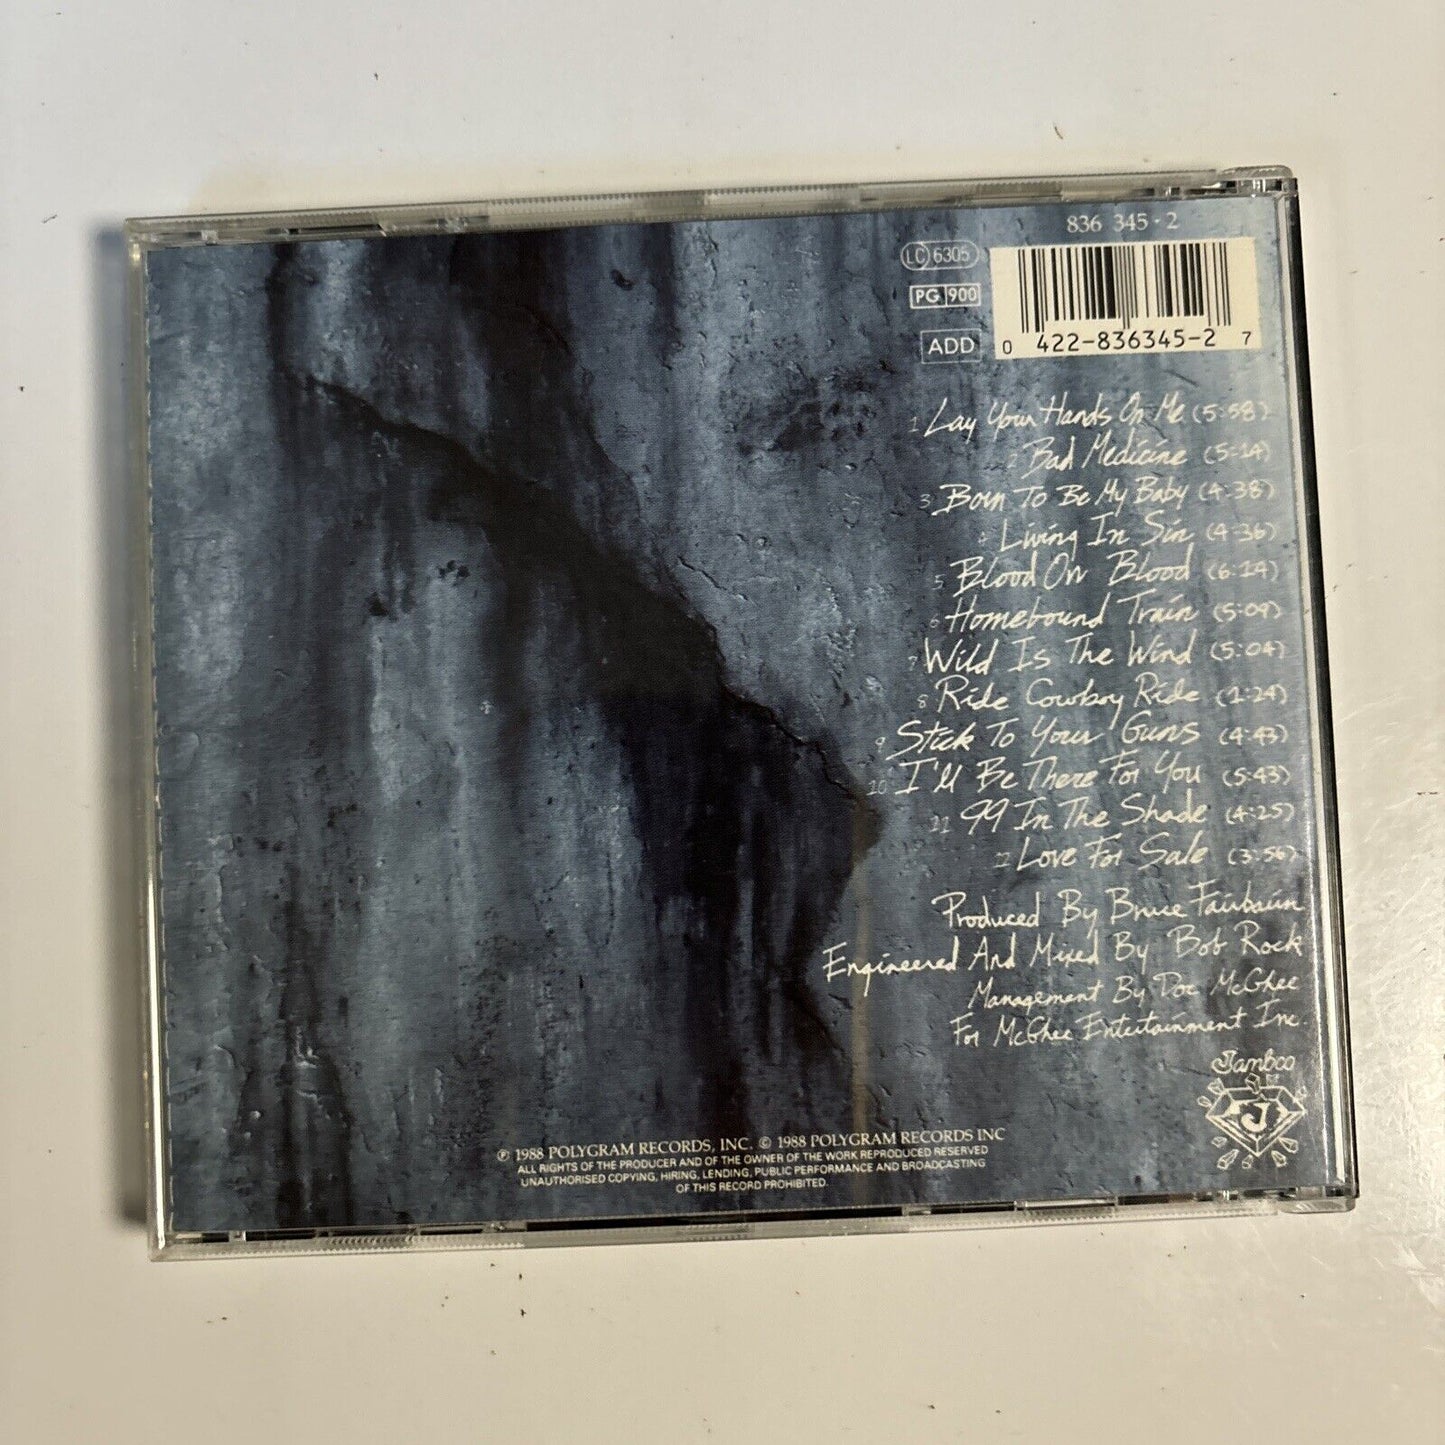 836 345-2
LC 6305
PG 900
ADD
0 422-836345-2 7
1 Lay Your Hands On Me (5:58)
2 Bad Medicine (5:14)
3 Born To Be My Baby (4:38)
4 Living In Sin (4:36)
5 Blood On Blood (6:14)
6 Homebound Train (5:09)
7 Wild Is The Wind (5:04)
8 Ride Cowboy Ride (1:24)
9 Stick To Your Guns (4:43)
10 I'll Be There For You (5:43)
11 99 In The Shade (4:25)
12 Love For Sale (3:56)
Produced By Bruce Fairbairn
Engineered And Mixed By Bob Rock
Management By Doc McGhee
For McGhee Entertainment Inc.
Jambco
J
℗ 1988 POLYGRAM RECORDS, INC. © 1988 POLYGRAM RECORDS INC
ALL RIGHTS OF THE PRODUCER AND OF THE OWNER OF THE WORK REPRODUCED RESERVED
UNAUTHORISED COPYING, HIRING, LENDING, PUBLIC PERFORMANCE AND BROADCASTING
OF THIS RECORD PROHIBITED.